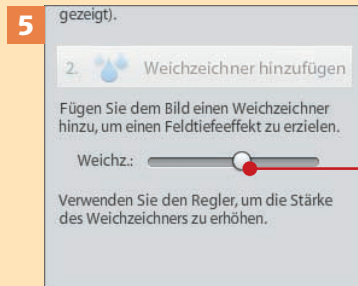 5
gezeigt).
2. Weichzeichner hinzufügen
Fügen Sie dem Bild einen Weichzeichner
hinzu, um einen Feldtiefeeffekt zu erzielen.
Weichz.:
Verwenden Sie den Regler, um die Stärke
des Weichzeichners zu erhöhen.